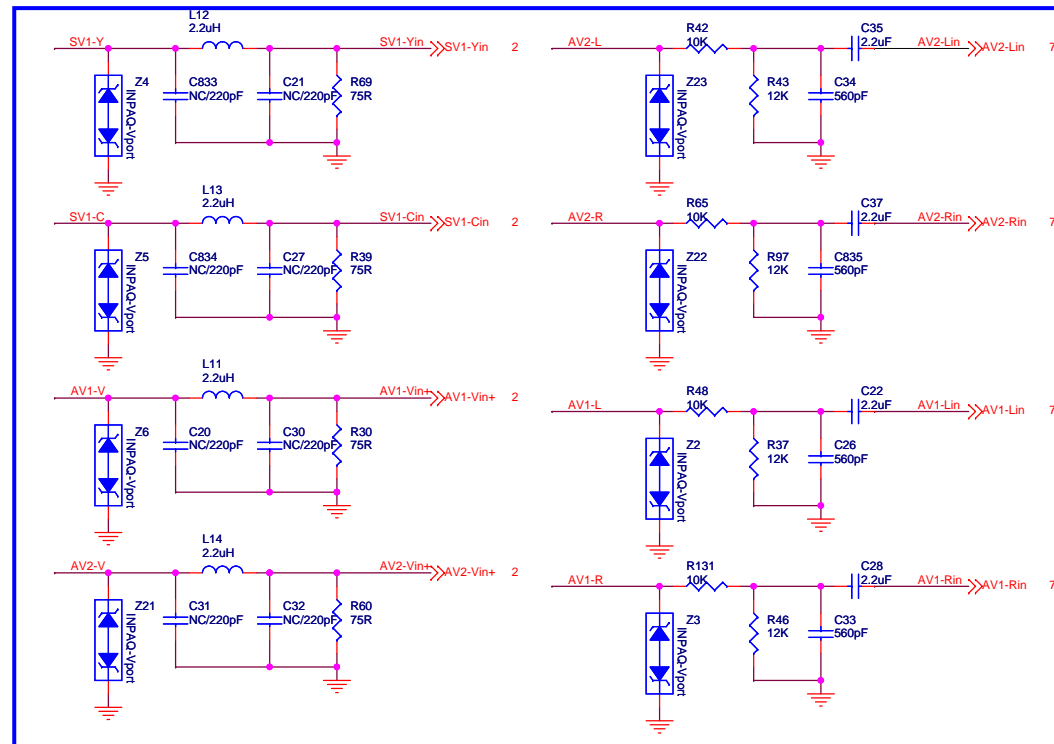 L12
2.2uH
SV1-Y
SV1-Yin
SV1-Yin
2
Z4
INPAQ-Vport
C833
NC/220pF
C21
NC/220pF
R69
75R
L13
2.2uH
SV1-C
SV1-Cin
SV1-Cin
2
Z5
INPAQ-Vport
C834
NC/220pF
C27
NC/220pF
R39
75R
L11
2.2uH
AV1-V
AV1-Vin+
AV1-Vin+
2
Z6
INPAQ-Vport
C20
NC/220pF
C30
NC/220pF
R30
75R
L14
2.2uH
AV2-V
AV2-Vin+
AV2-Vin+
2
Z21
INPAQ-Vport
C31
NC/220pF
C32
NC/220pF
R60
75R
AV2-L
R42
10K
C35
2.2uF
AV2-Lin
AV2-Lin
7
Z23
INPAQ-Vport
R43
12K
C34
560pF
AV2-R
R65
10K
C37
2.2uF
AV2-Rin
AV2-Rin
7
Z22
INPAQ-Vport
R97
12K
C835
560pF
AV1-L
R48
10K
C22
2.2uF
AV1-Lin
AV1-Lin
7
Z2
INPAQ-Vport
R37
12K
C26
560pF
AV1-R
R131
10K
C28
2.2uF
AV1-Rin
AV1-Rin
7
Z3
INPAQ-Vport
R46
12K
C33
560pF